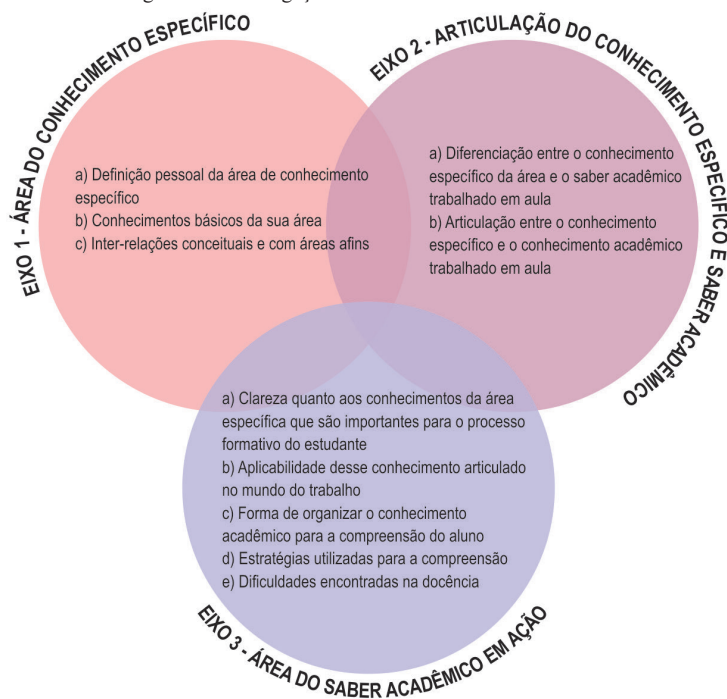 EIXO 1 - ÁREA DO CONHECIMENTO ESPECÍFICO
a) Definição pessoal da área de conhecimento
específico
b) Conhecimentos básicos da sua área
c) Inter-relações conceituais e com áreas afins
EIXO 2 - ARTICULAÇÃO DO CONHECIMENTO ESPECIFICO E SABER ACADÊMICO
a) Diferenciação entre o conhecimento
específico da área e o saber acadêmico
trabalhado em aula
b) Articulação entre o conhecimento
específico e o conhecimento acadêmico
trabalhado em aula
a) Clareza quanto aos conhecimentos da área
específica que são importantes para o processo
formativo do estudante
b) Aplicabilidade desse conhecimento articulado
no mundo do trabalho
c) Forma de organizar o conhecimento
acadêmico para a compreensão do aluno
d) Estratégias utilizadas para a compreensão
e) Dificuldades encontradas na docência
EIXO 3 - ÁREA DO SABER ACADÊMICO EM AÇÃO